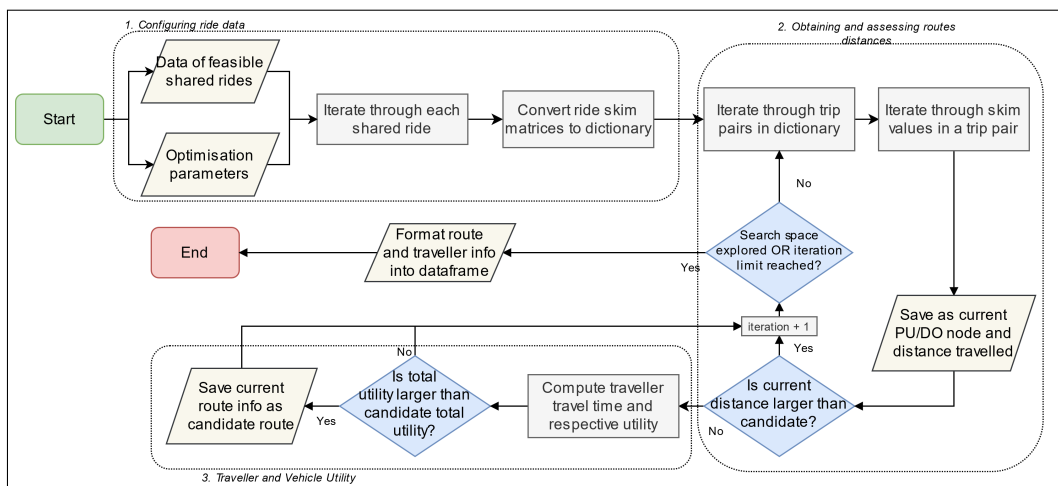 1. Configuring ride data
2. Obtaining and assessing routes
distances
Data of feasible
shared rides
Start
Optimisation
parameters
Iterate through each
shared ride
Convert ride skim
matrices to dictionary
Iterate through trip
pairs in dictionary
Iterate through skim
values in a trip pair
No
End
Format route
and traveller info
into dataframe
Yes
Search space
explored OR iteration
limit reached?
Save as current
PU/DO node and
distance travelled
iteration + 1
Yes
No
Save current
route info as
candidate route
Yes
Is total
utility larger than
candidate total
utility?
Compute traveller
travel time and
respective utility
No
Is current
distance larger than
candidate?
3. Traveller and Vehicle Utility